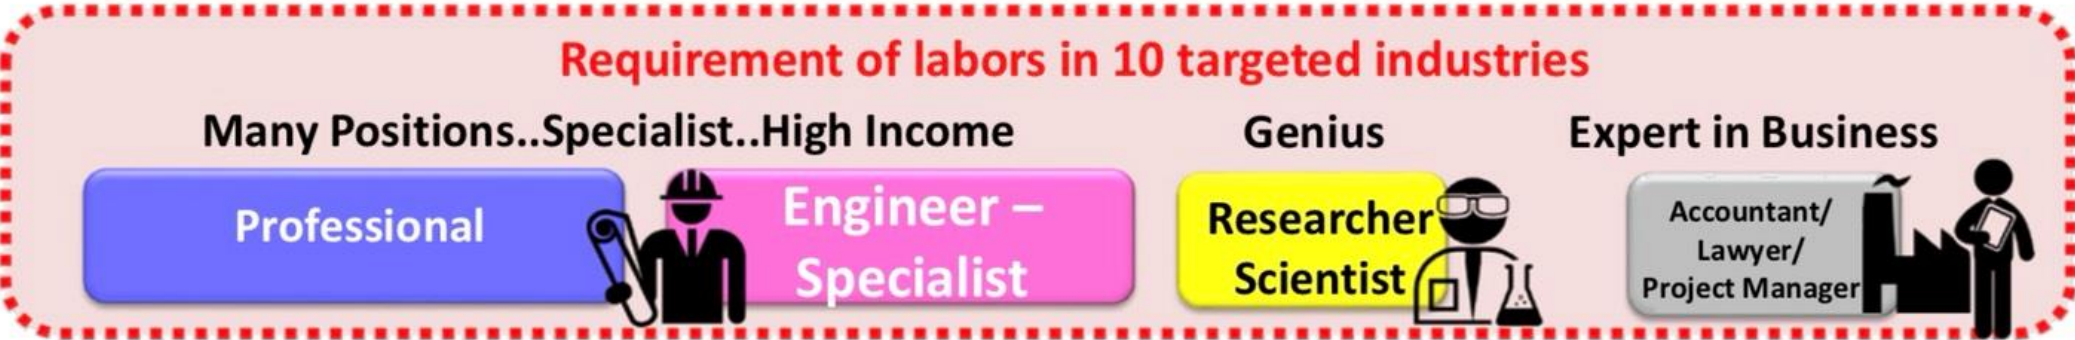 Requirement of labors in 10 targeted industries
Many Positions..Specialist..High Income
Genius
Expert in Business
Professional
Engineer –
Specialist
Researcher
Scientist
Accountant/
Lawyer/
Project Manager